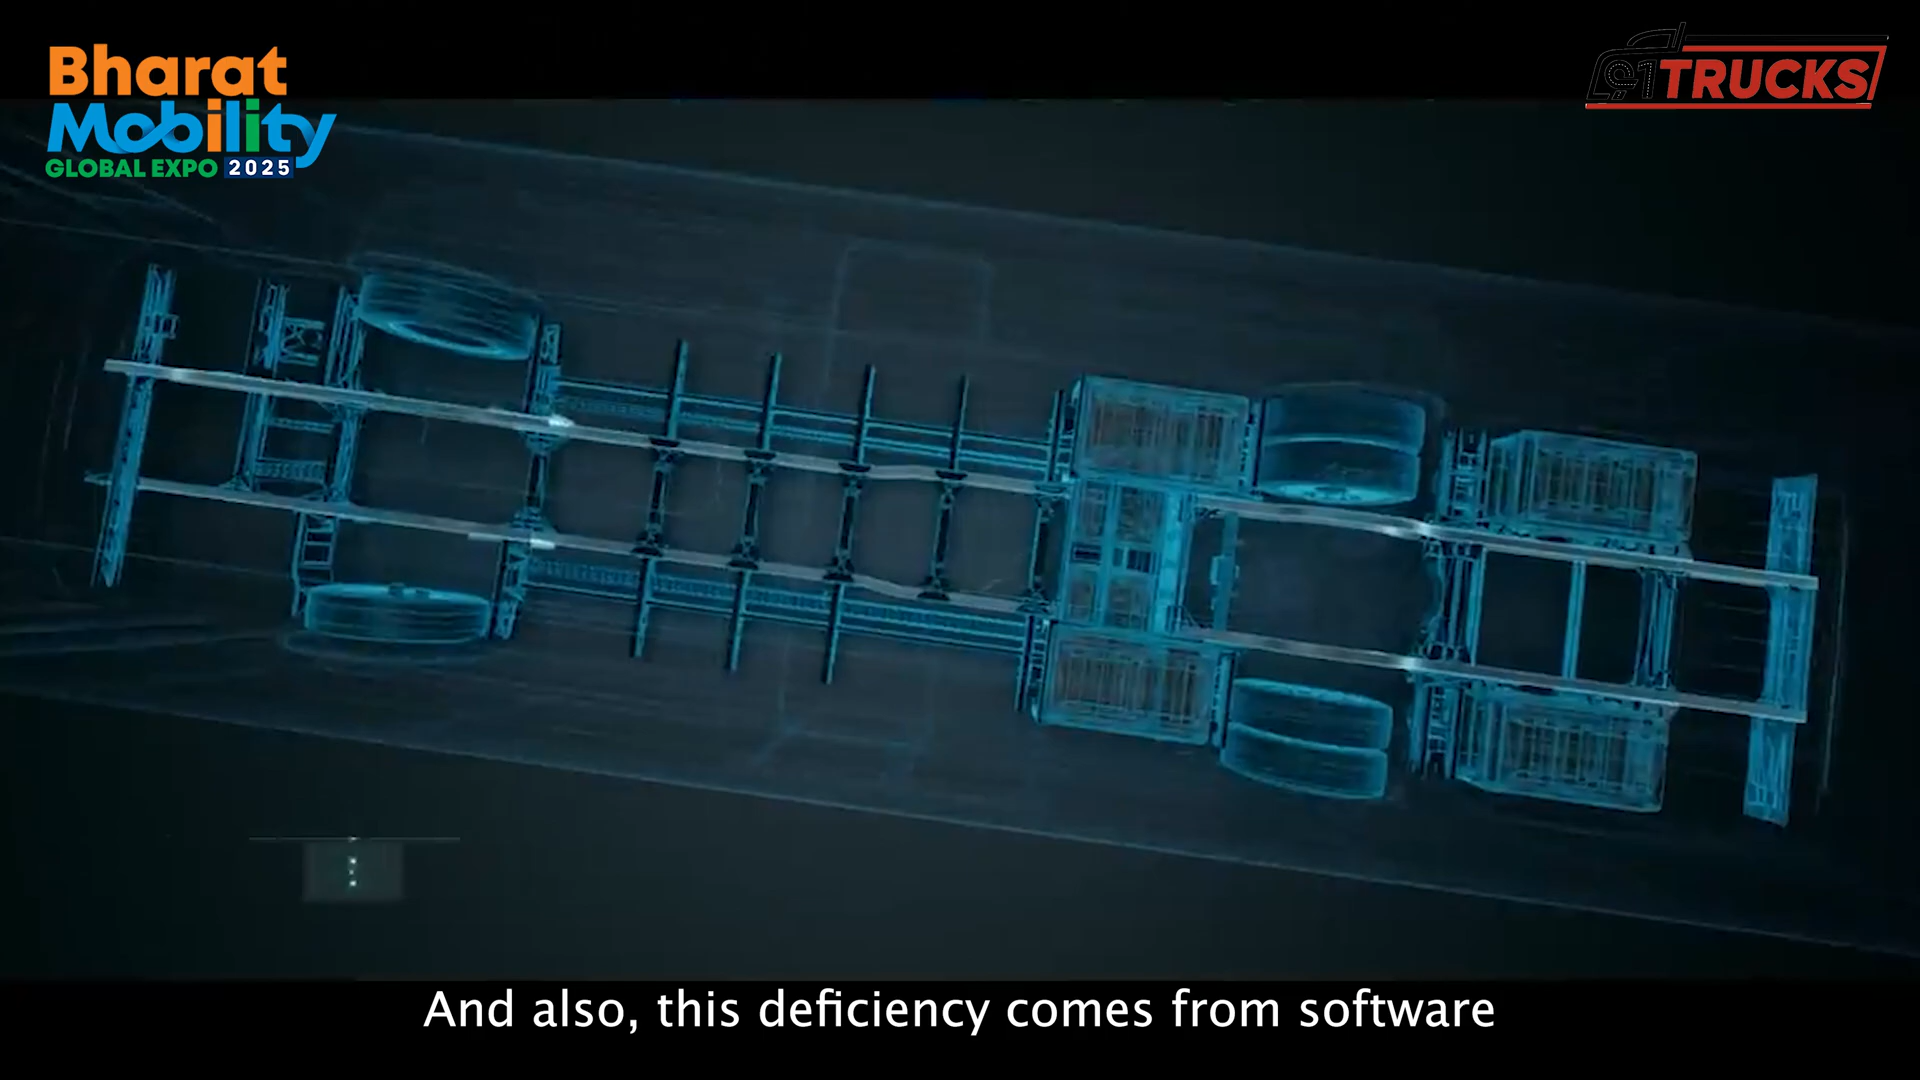 Bharat
Mobility
GLOBAL EXPO 2025
91TRUCKS
And also, this deficiency comes from software